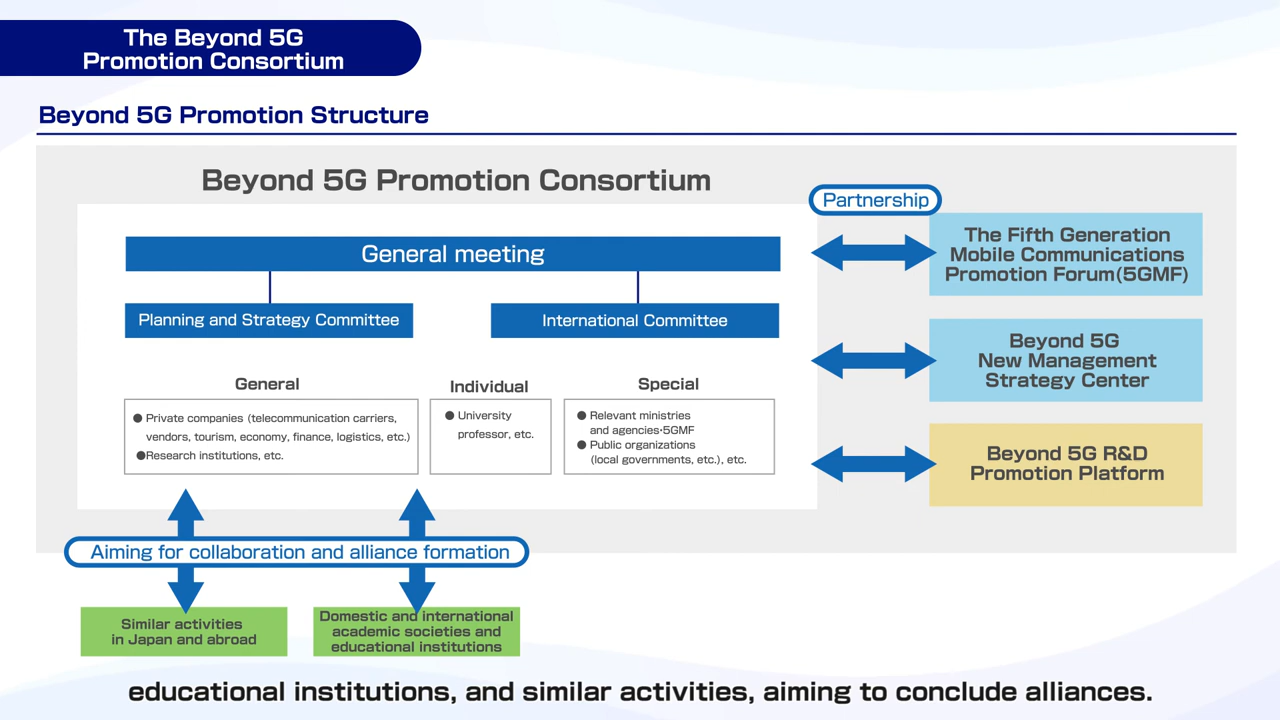 The Beyond 5G
Promotion Consortium
Beyond 5G Promotion Structure
Beyond 5G Promotion Consortium
General meeting
Planning and Strategy Committee
International Committee
General
● Private companies (telecommunication carriers,
vendors, tourism, economy, finance, logistics, etc.)
●Research institutions, etc.
Individual
● University
professor, etc.
Special
● Relevant ministries
and agencies・5GMF
● Public organizations
(local governments, etc.), etc.
Partnership
The Fifth Generation
Mobile Communications
Promotion Forum(5GMF)
Beyond 5G
New Management
Strategy Center
Beyond 5G R&D
Promotion Platform
Aiming for collaboration and alliance formation
Similar activities
in Japan and abroad
Domestic and international
academic societies and
educational institutions
educational institutions, and similar activities, aiming to conclude alliances.